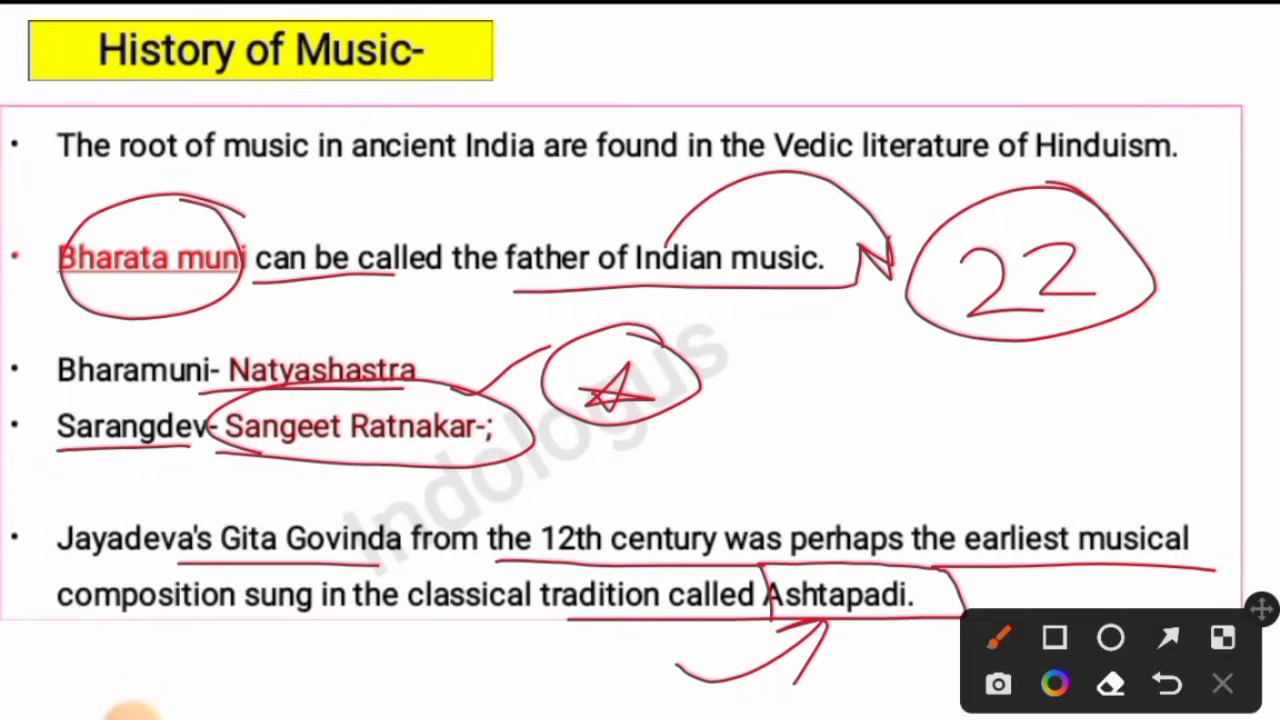 History of Music-
• The root of music in ancient India are found in the Vedic literature of Hinduism.
• Bharata muni can be called the father of Indian music. N 22
• Bharamuni- Natyashastra
• Sarangdev- Sangeet Ratnakar-;
Indologus
• Jayadeva's Gita Govinda from the 12th century was perhaps the earliest musical
composition sung in the classical tradition called Ashtapadi.